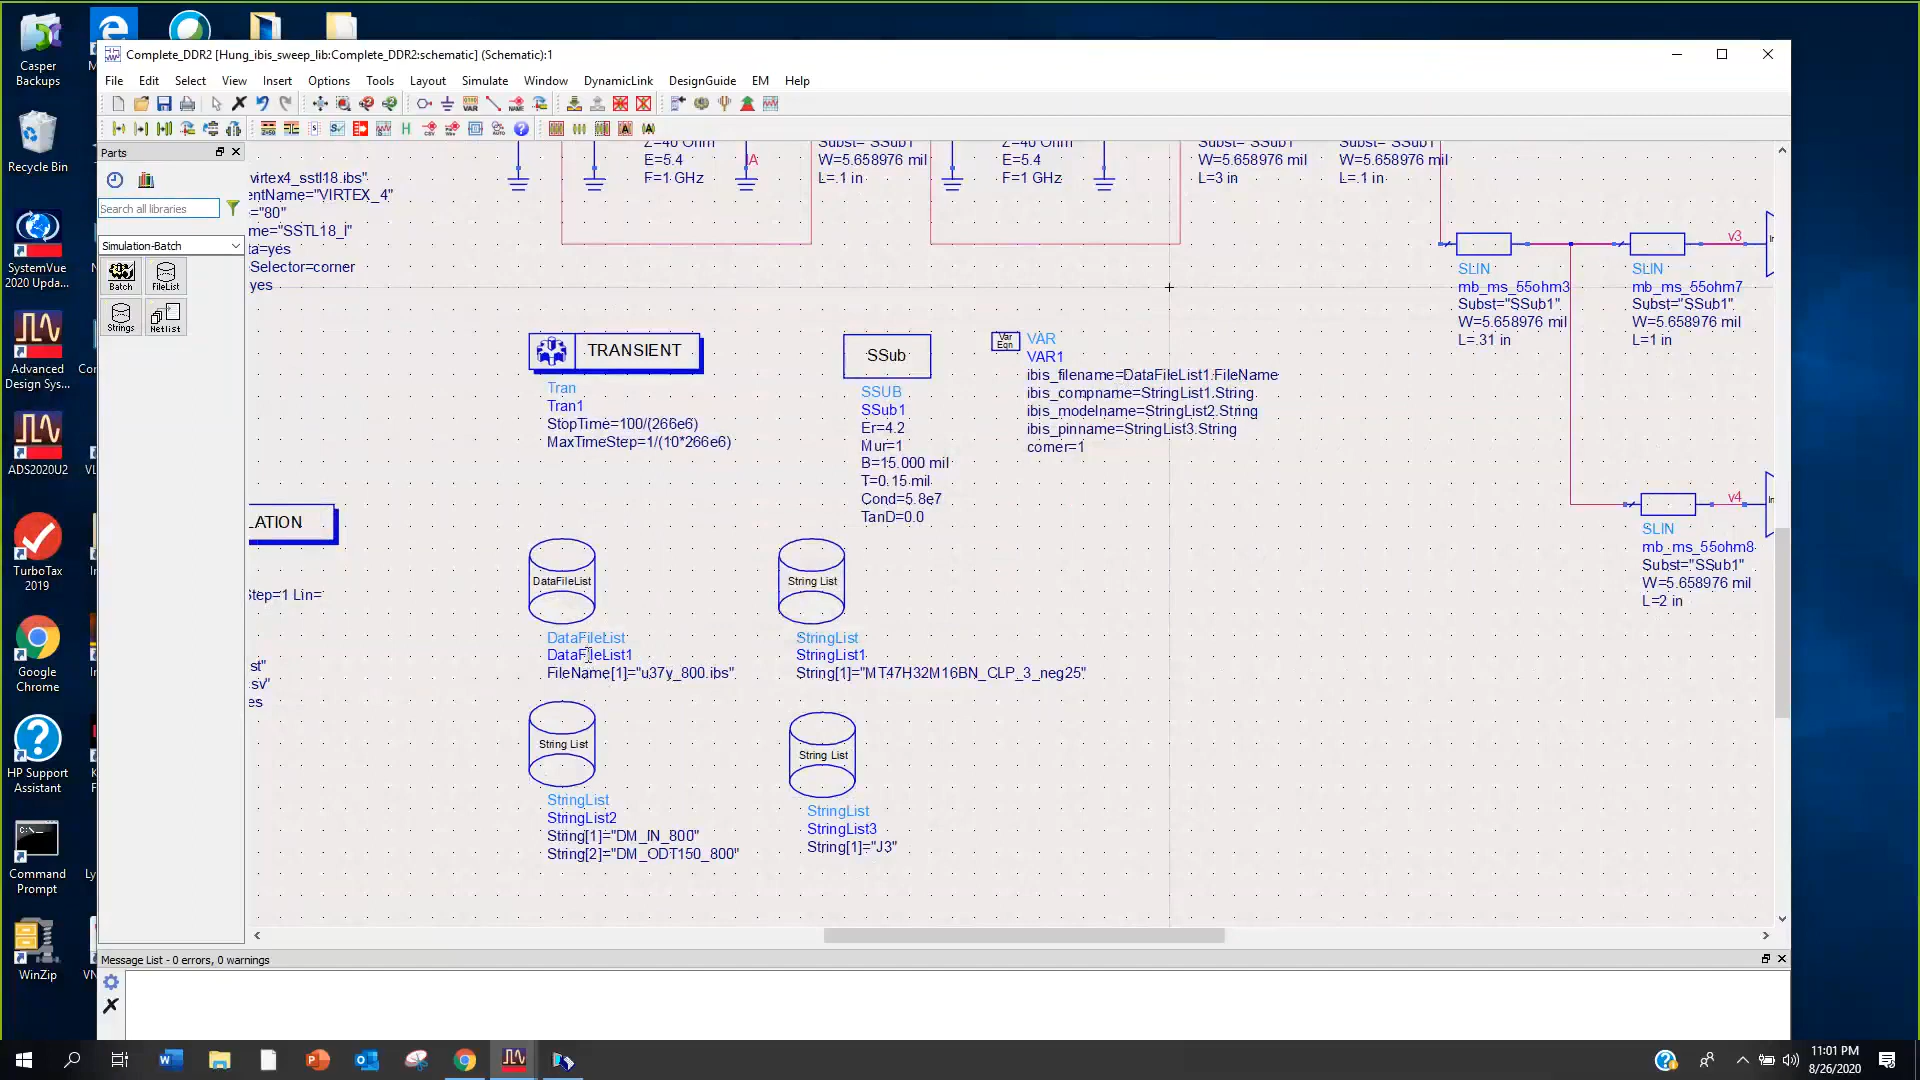 Casper
Backups
Recycle Bin
SystemVue
2020 Upda...
Advanced
Design Sys...
ADS2020U2
TurboTax
2019
Google
Chrome
HP Support
Assistant
Command
Prompt
WinZip
Complete_DDR2 [Hung_ibis_sweep_lib:Complete_DDR2:schematic] (Schematic):1
File Edit Select View Insert Options Tools Layout Simulate Window DynamicLink DesignGuide EM Help
Parts
Search all libraries
Simulation-Batch
Batch
FileList
Strings
Netlist
virtex4_sstl18.ibs"
entName="VIRTEX_4"
="80"
ta=yes
Selector=corner
yes
E=5.4
F=1 GHz
W=5.658976 mil
L=.1 in
E=5.4
F=1 GHz
W=5.658976 mil
L=3 in
W=5.658976 mil
L=.1 in
TRANSIENT
Tran
Tran1
StopTime=100/(266e6)
MaxTimeStep=1/(10*266e6)
SSub
SSUB
SSub1
Er=4.2
Mur=1
B=15.000 mil
T=0.15 mil
Cond=5.8e7
TanD=0.0
Var
Eqn
VAR
VAR1
ibis_filename=DataFileList1.FileName
ibis_compname=StringList1.String
ibis_modelname=StringList2.String
ibis_pinname=StringList3.String
corner=1
SLIN
mb_ms_55ohm3
Subst="SSub1"
W=5.658976 mil
L=.31 in
v3
SLIN
mb_ms_55ohm7
Subst="SSub1"
W=5.658976 mil
L=1 in
v4
SLIN
mb_ms_55ohm8
Subst="SSub1"
W=5.658976 mil
L=2 in
LATION
Step=1 Lin=
st"
sv"
es
DataFileList
DataFileList
DataFileList1
FileName[1]="u37y_800.ibs"
String List
StringList
StringList1
String[1]="MT47H32M16BN_CLP_3_neg25"
String List
StringList
StringList2
String[1]="DM_IN_800"
String[2]="DM_ODT150_800"
String List
StringList
StringList3
String[1]="J3"
Message List - 0 errors, 0 warnings
11:01 PM
8/26/2020